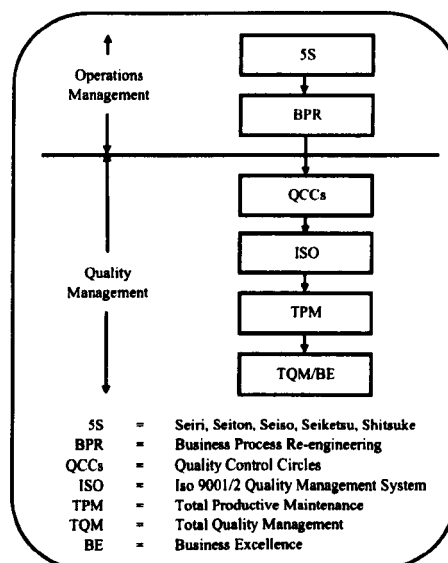 Operations
Management
5S
BPR
QCCs
ISO
Quality
Management
TPM
TQM/BE
5S = Seiri, Seiton, Seiso, Seiketsu, Shitsuke
BPR = Business Process Re-engineering
QCCs = Quality Control Circles
ISO = Iso 9001/2 Quality Management System
TPM = Total Productive Maintenance
TQM = Total Quality Management
BE = Business Excellence